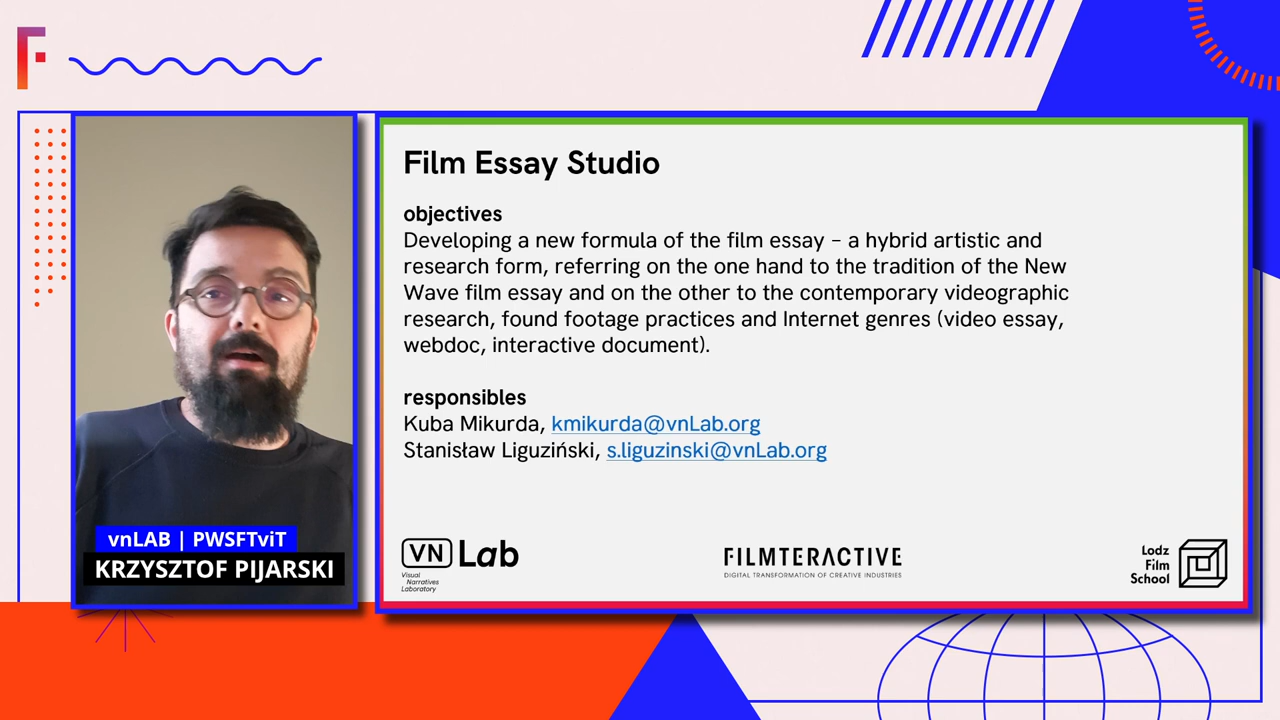 F
vnLAB | PWSFTviT
KRZYSZTOF PIJARSKI
Film Essay Studio
objectives
Developing a new formula of the film essay – a hybrid artistic and
research form, referring on the one hand to the tradition of the New
Wave film essay and on the other to the contemporary videographic
research, found footage practices and Internet genres (video essay,
webdoc, interactive document).
responsibles
Kuba Mikurda, kmikurda@vnLab.org
Stanisław Liguziński, s.liguzinski@vnLab.org
VN Lab
Visual
Narratives
Laboratory
FILMTERACTIVE
DIGITAL TRANSFORMATION OF CREATIVE INDUSTRIES
Lodz
Film
School